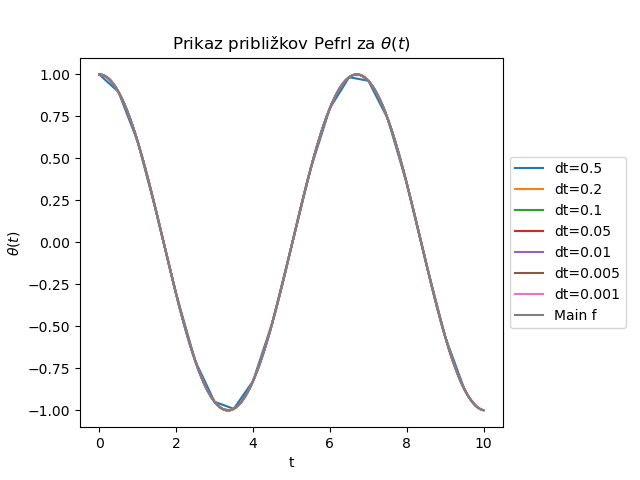 Prikaz približkov Pefrl za θ(t)
1.00
0.75
0.50
0.25
0.00
−0.25
−0.50
−0.75
−1.00
θ(t)
0 2 4 6 8 10
t
dt=0.5
dt=0.2
dt=0.1
dt=0.05
dt=0.01
dt=0.005
dt=0.001
Main f